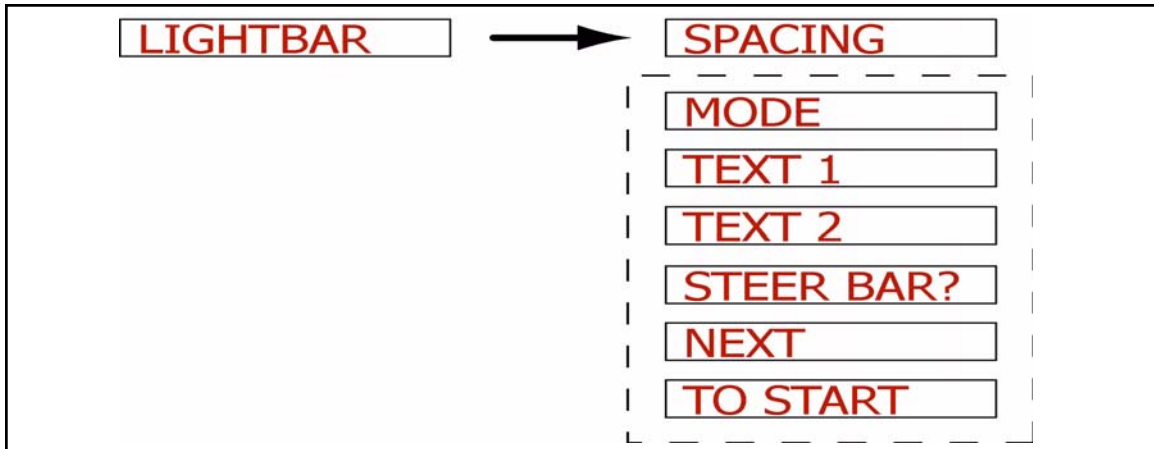 LIGHTBAR
SPACING
MODE
TEXT 1
TEXT 2
STEER BAR?
NEXT
TO START